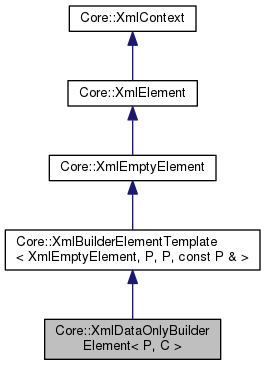 Core::XmlContext
Core::XmlElement
Core::XmlEmptyElement
Core::XmlBuilderElementTemplate
< XmlEmptyElement, P, P, const P & >
Core::XmlDataOnlyBuilder
Element< P, C >